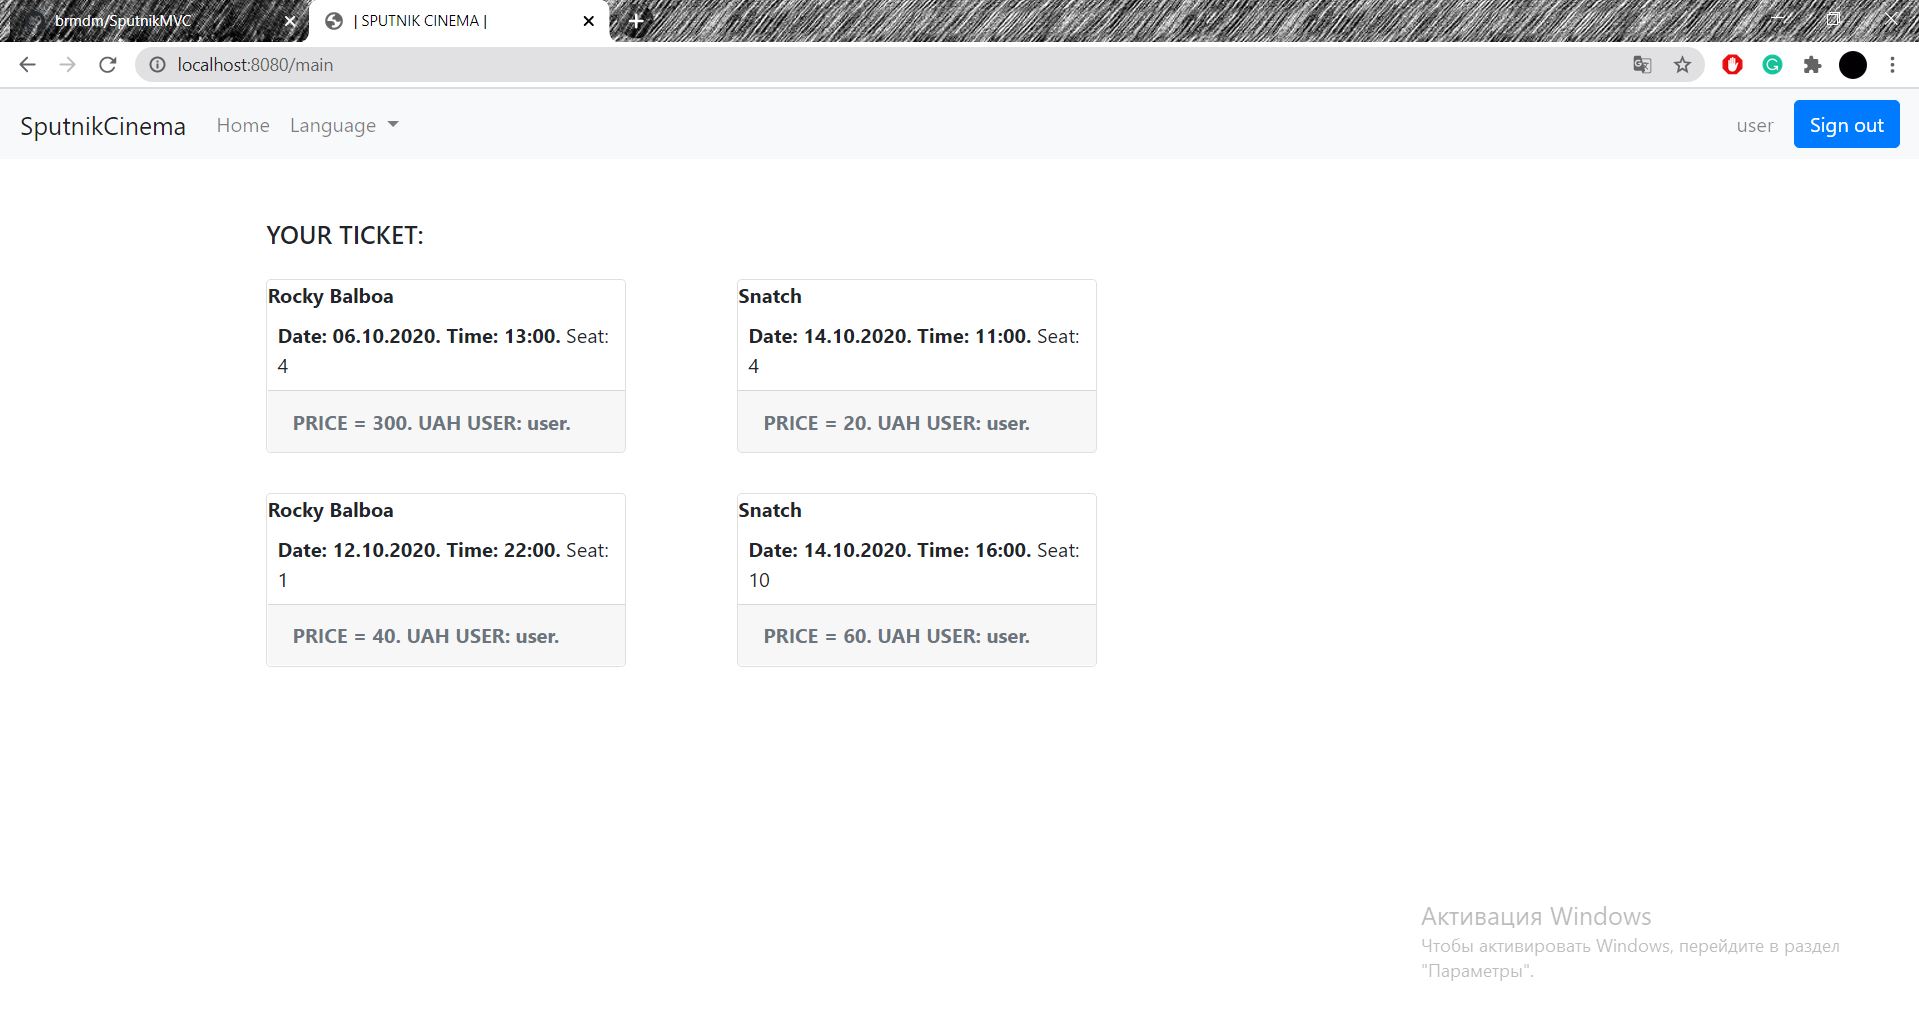 brmdm/SputnikMVC
| SPUTNIK CINEMA |
localhost:8080/main
SputnikCinema
Home
Language
user
Sign out
YOUR TICKET:
Rocky Balboa
Date: 06.10.2020. Time: 13:00. Seat:
4
PRICE = 300. UAH USER: user.
Snatch
Date: 14.10.2020. Time: 11:00. Seat:
4
PRICE = 20. UAH USER: user.
Rocky Balboa
Date: 12.10.2020. Time: 22:00. Seat:
1
PRICE = 40. UAH USER: user.
Snatch
Date: 14.10.2020. Time: 16:00. Seat:
10
PRICE = 60. UAH USER: user.
Активация Windows
Чтобы активировать Windows, перейдите в раздел
"Параметры".